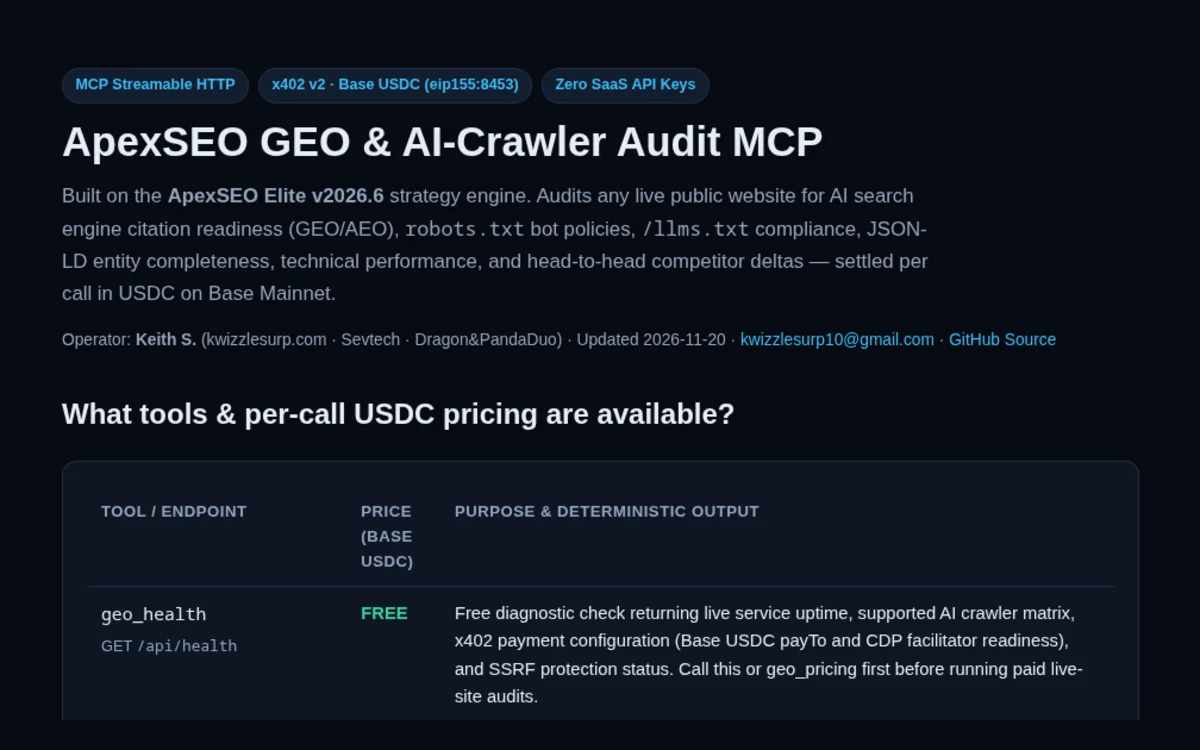 MCP Streamable HTTP
x402 v2 · Base USDC (eip155:8453)
Zero SaaS API Keys
ApexSEO GEO & AI-Crawler Audit MCP
Built on the ApexSEO Elite v2026.6 strategy engine. Audits any live public website for AI search
engine citation readiness (GEO/AEO), robots.txt bot policies, /llms.txt compliance, JSON-
LD entity completeness, technical performance, and head-to-head competitor deltas — settled per
call in USDC on Base Mainnet.
Operator: Keith S. (kwizzlesurp.com · Sevtech · Dragon&PandaDuo) · Updated 2026-11-20 · kwizzlesurp10@gmail.com · GitHub Source
What tools & per-call USDC pricing are available?
TOOL / ENDPOINT
PRICE
(BASE
USDC)
PURPOSE & DETERMINISTIC OUTPUT
geo_health
GET /api/health
FREE
Free diagnostic check returning live service uptime, supported AI crawler matrix,
x402 payment configuration (Base USDC payTo and CDP facilitator readiness),
and SSRF protection status. Call this or geo_pricing first before running paid live-
site audits.